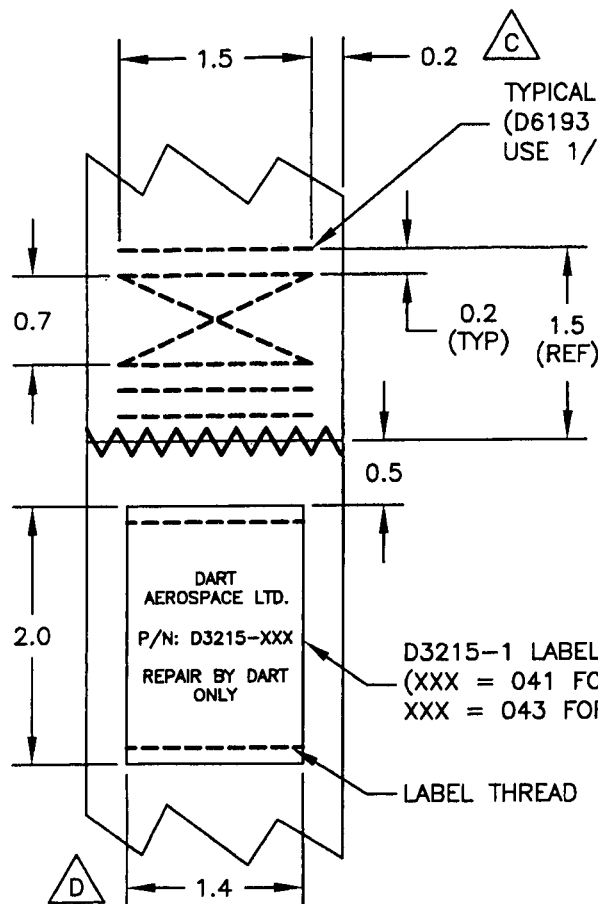 1.5
0.2
C
TYPICAL
(D6193
USE 1/
0.7
0.2
(TYP)
1.5
(REF)
0.5
2.0
DART
AEROSPACE LTD.
P/N: D3215-XXX
REPAIR BY DART
ONLY
D3215-1 LABEL
(XXX = 041 FO
XXX = 043 FOR
LABEL THREAD
D
1.4